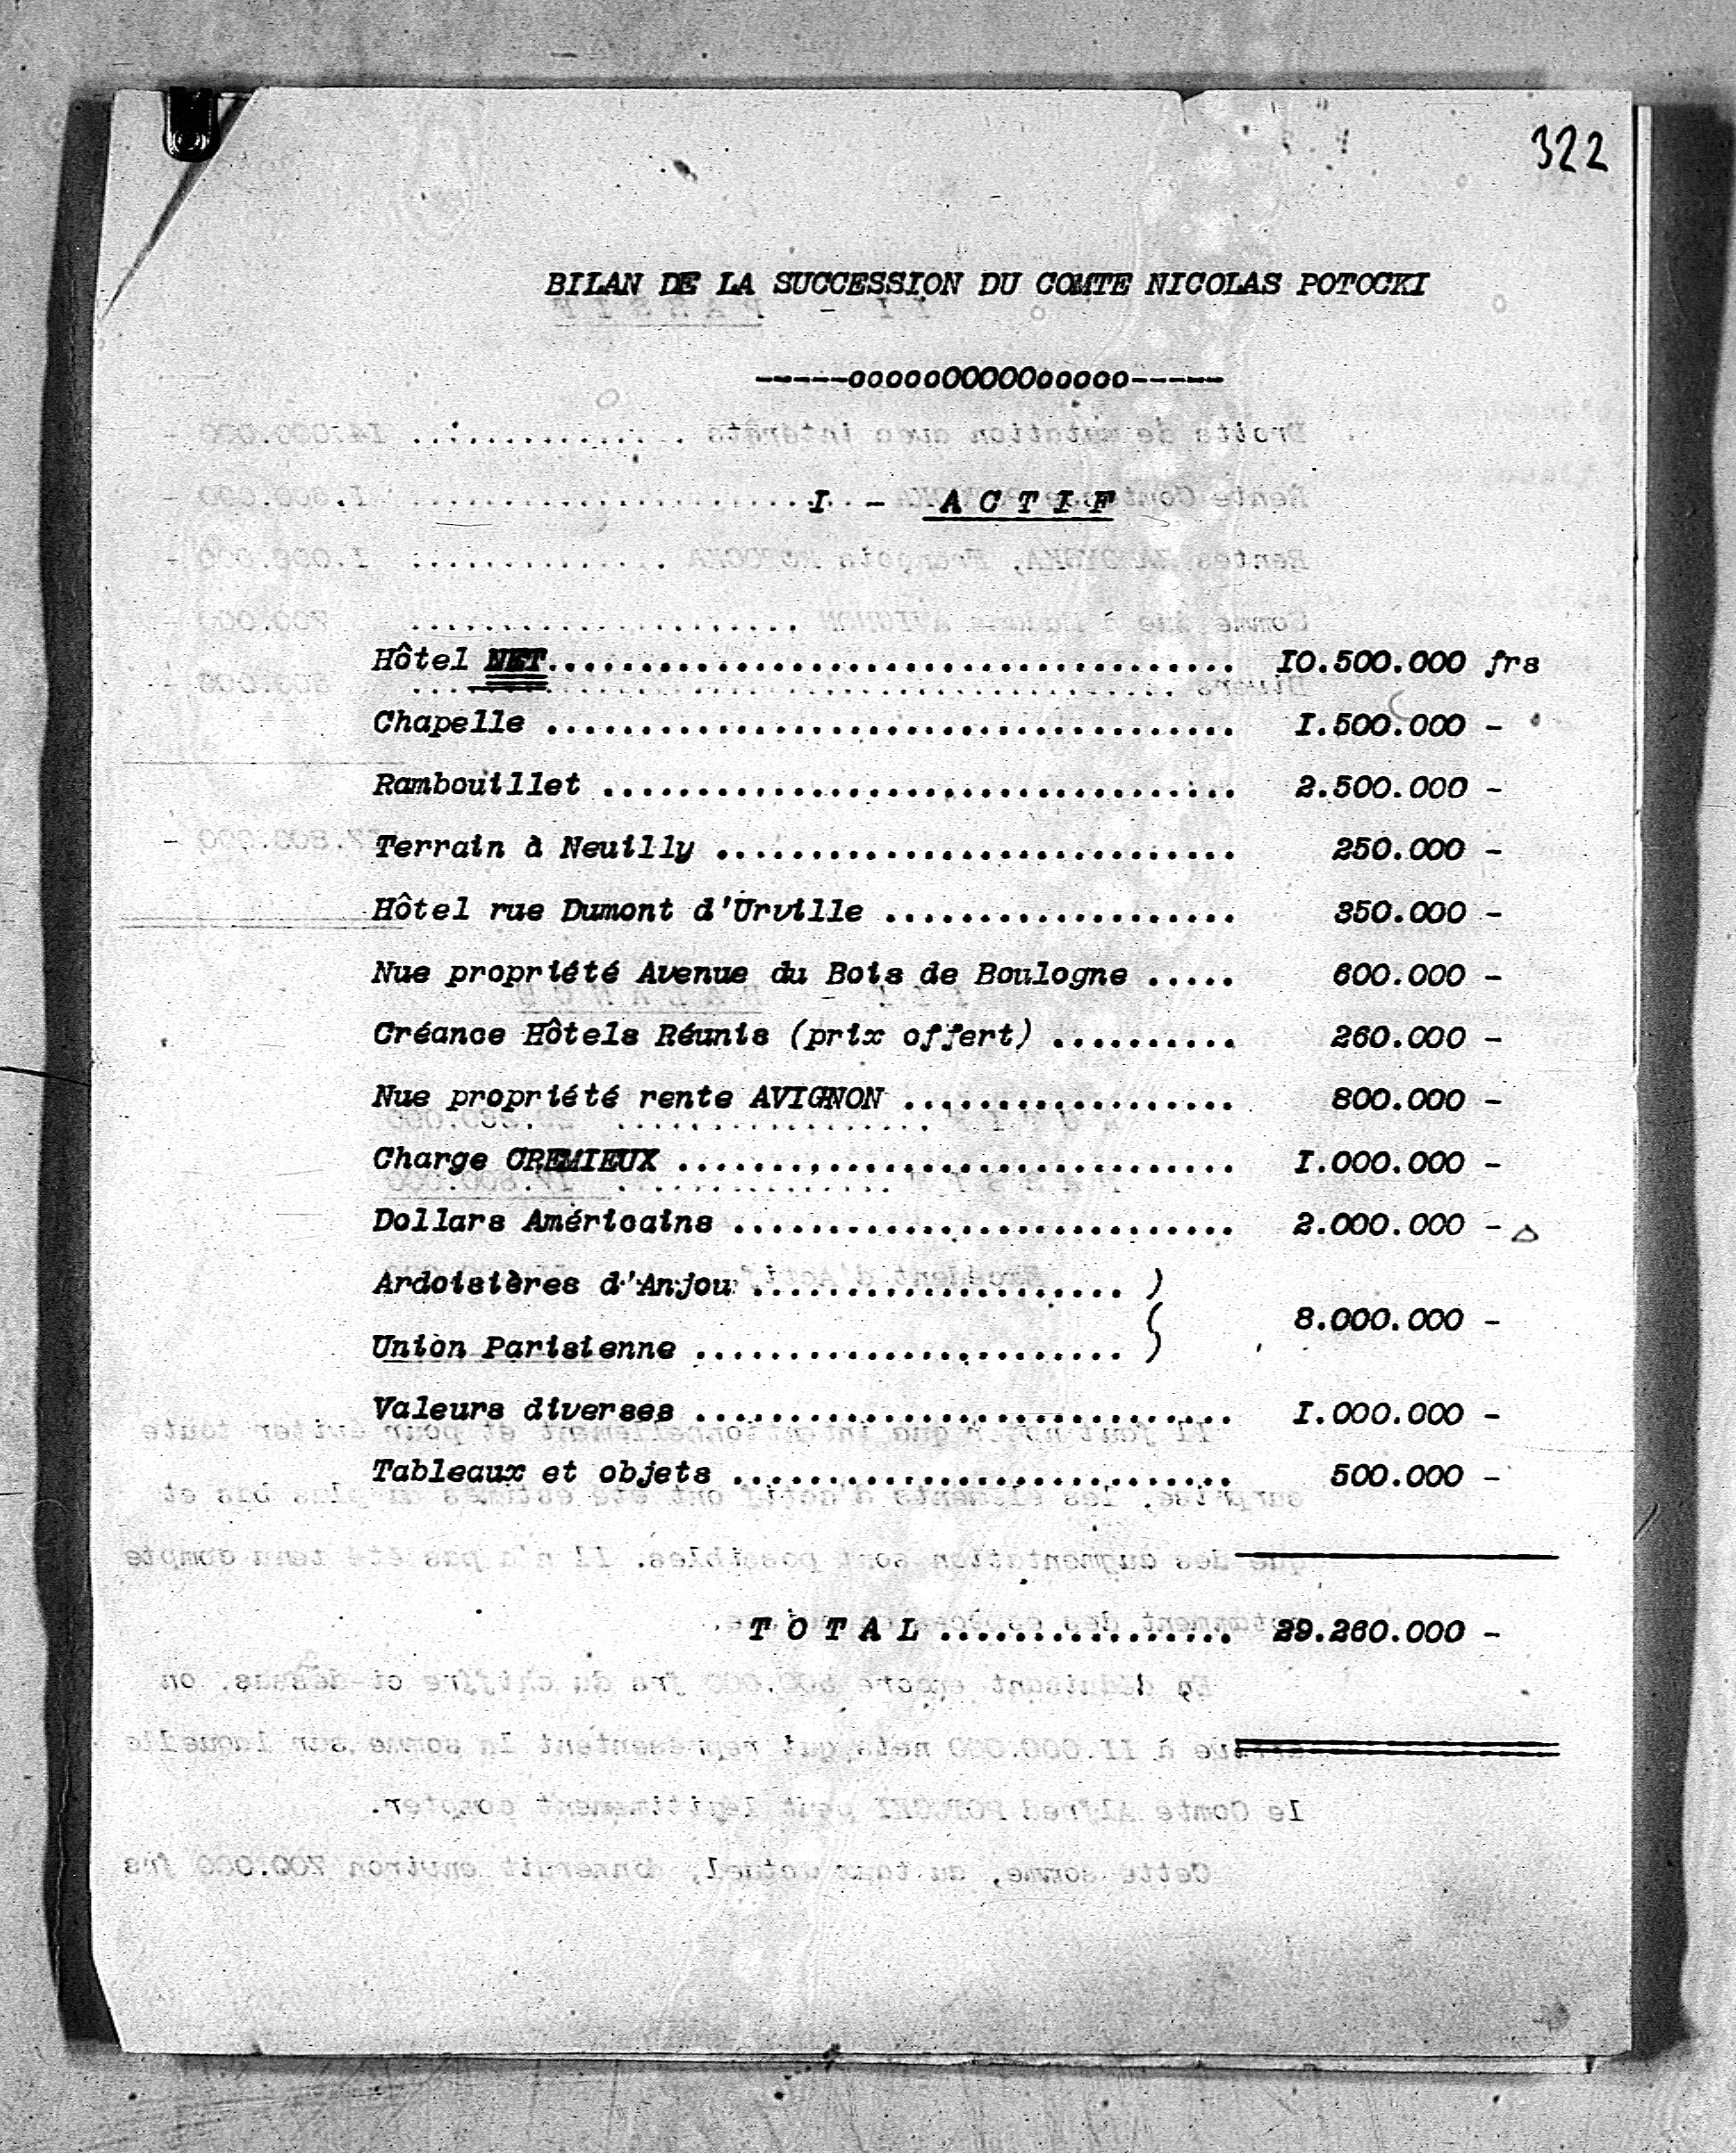 322
BILAN DE LA SUCCESSION DU COMTE NICOLAS POTOCKI
-----oooooOOOOOooooo-----
I - A C T I F
Hôtel NET..................................... 10.500.000 frs
Chapelle ..................................... 1.500.000 -
Rambouillet .................................. 2.500.000 -
Terrain à Neuilly ............................ 250.000 -
Hôtel rue Dumont d'Urville ................... 350.000 -
Nue propriété Avenue du Bois de Boulogne ..... 600.000 -
Créance Hôtels Réunis (prix offert) .......... 260.000 -
Nue propriété rente AVIGNON .................. 800.000 -
Charge CREMIEUX .............................. 1.000.000 -
Dollars Américains ........................... 2.000.000 -
Ardoisières d'Anjou .................... )
8.000.000 -
Union Parisienne ....................... )
Valeurs diverses ............................. 1.000.000 -
Tableaux et objets ........................... 500.000 -
T O T A L ................ 29.260.000 -